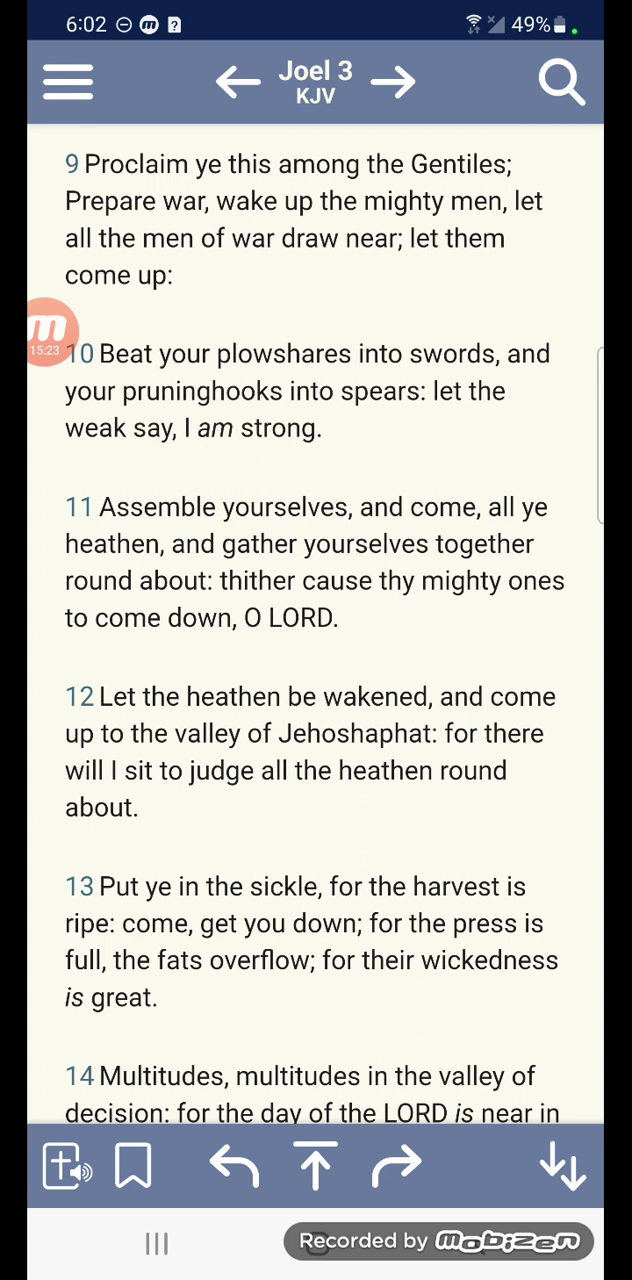 6:02 49%
Joel 3
KJV
9 Proclaim ye this among the Gentiles;
Prepare war, wake up the mighty men, let
all the men of war draw near; let them
come up:
m
15:23
10 Beat your plowshares into swords, and
your pruninghooks into spears: let the
weak say, I am strong.
11 Assemble yourselves, and come, all ye
heathen, and gather yourselves together
round about: thither cause thy mighty ones
to come down, O LORD.
12 Let the heathen be wakened, and come
up to the valley of Jehoshaphat: for there
will I sit to judge all the heathen round
about.
13 Put ye in the sickle, for the harvest is
ripe: come, get you down; for the press is
full, the fats overflow; for their wickedness
is great.
14 Multitudes, multitudes in the valley of
decision: for the day of the LORD is near in
Recorded by mobizen